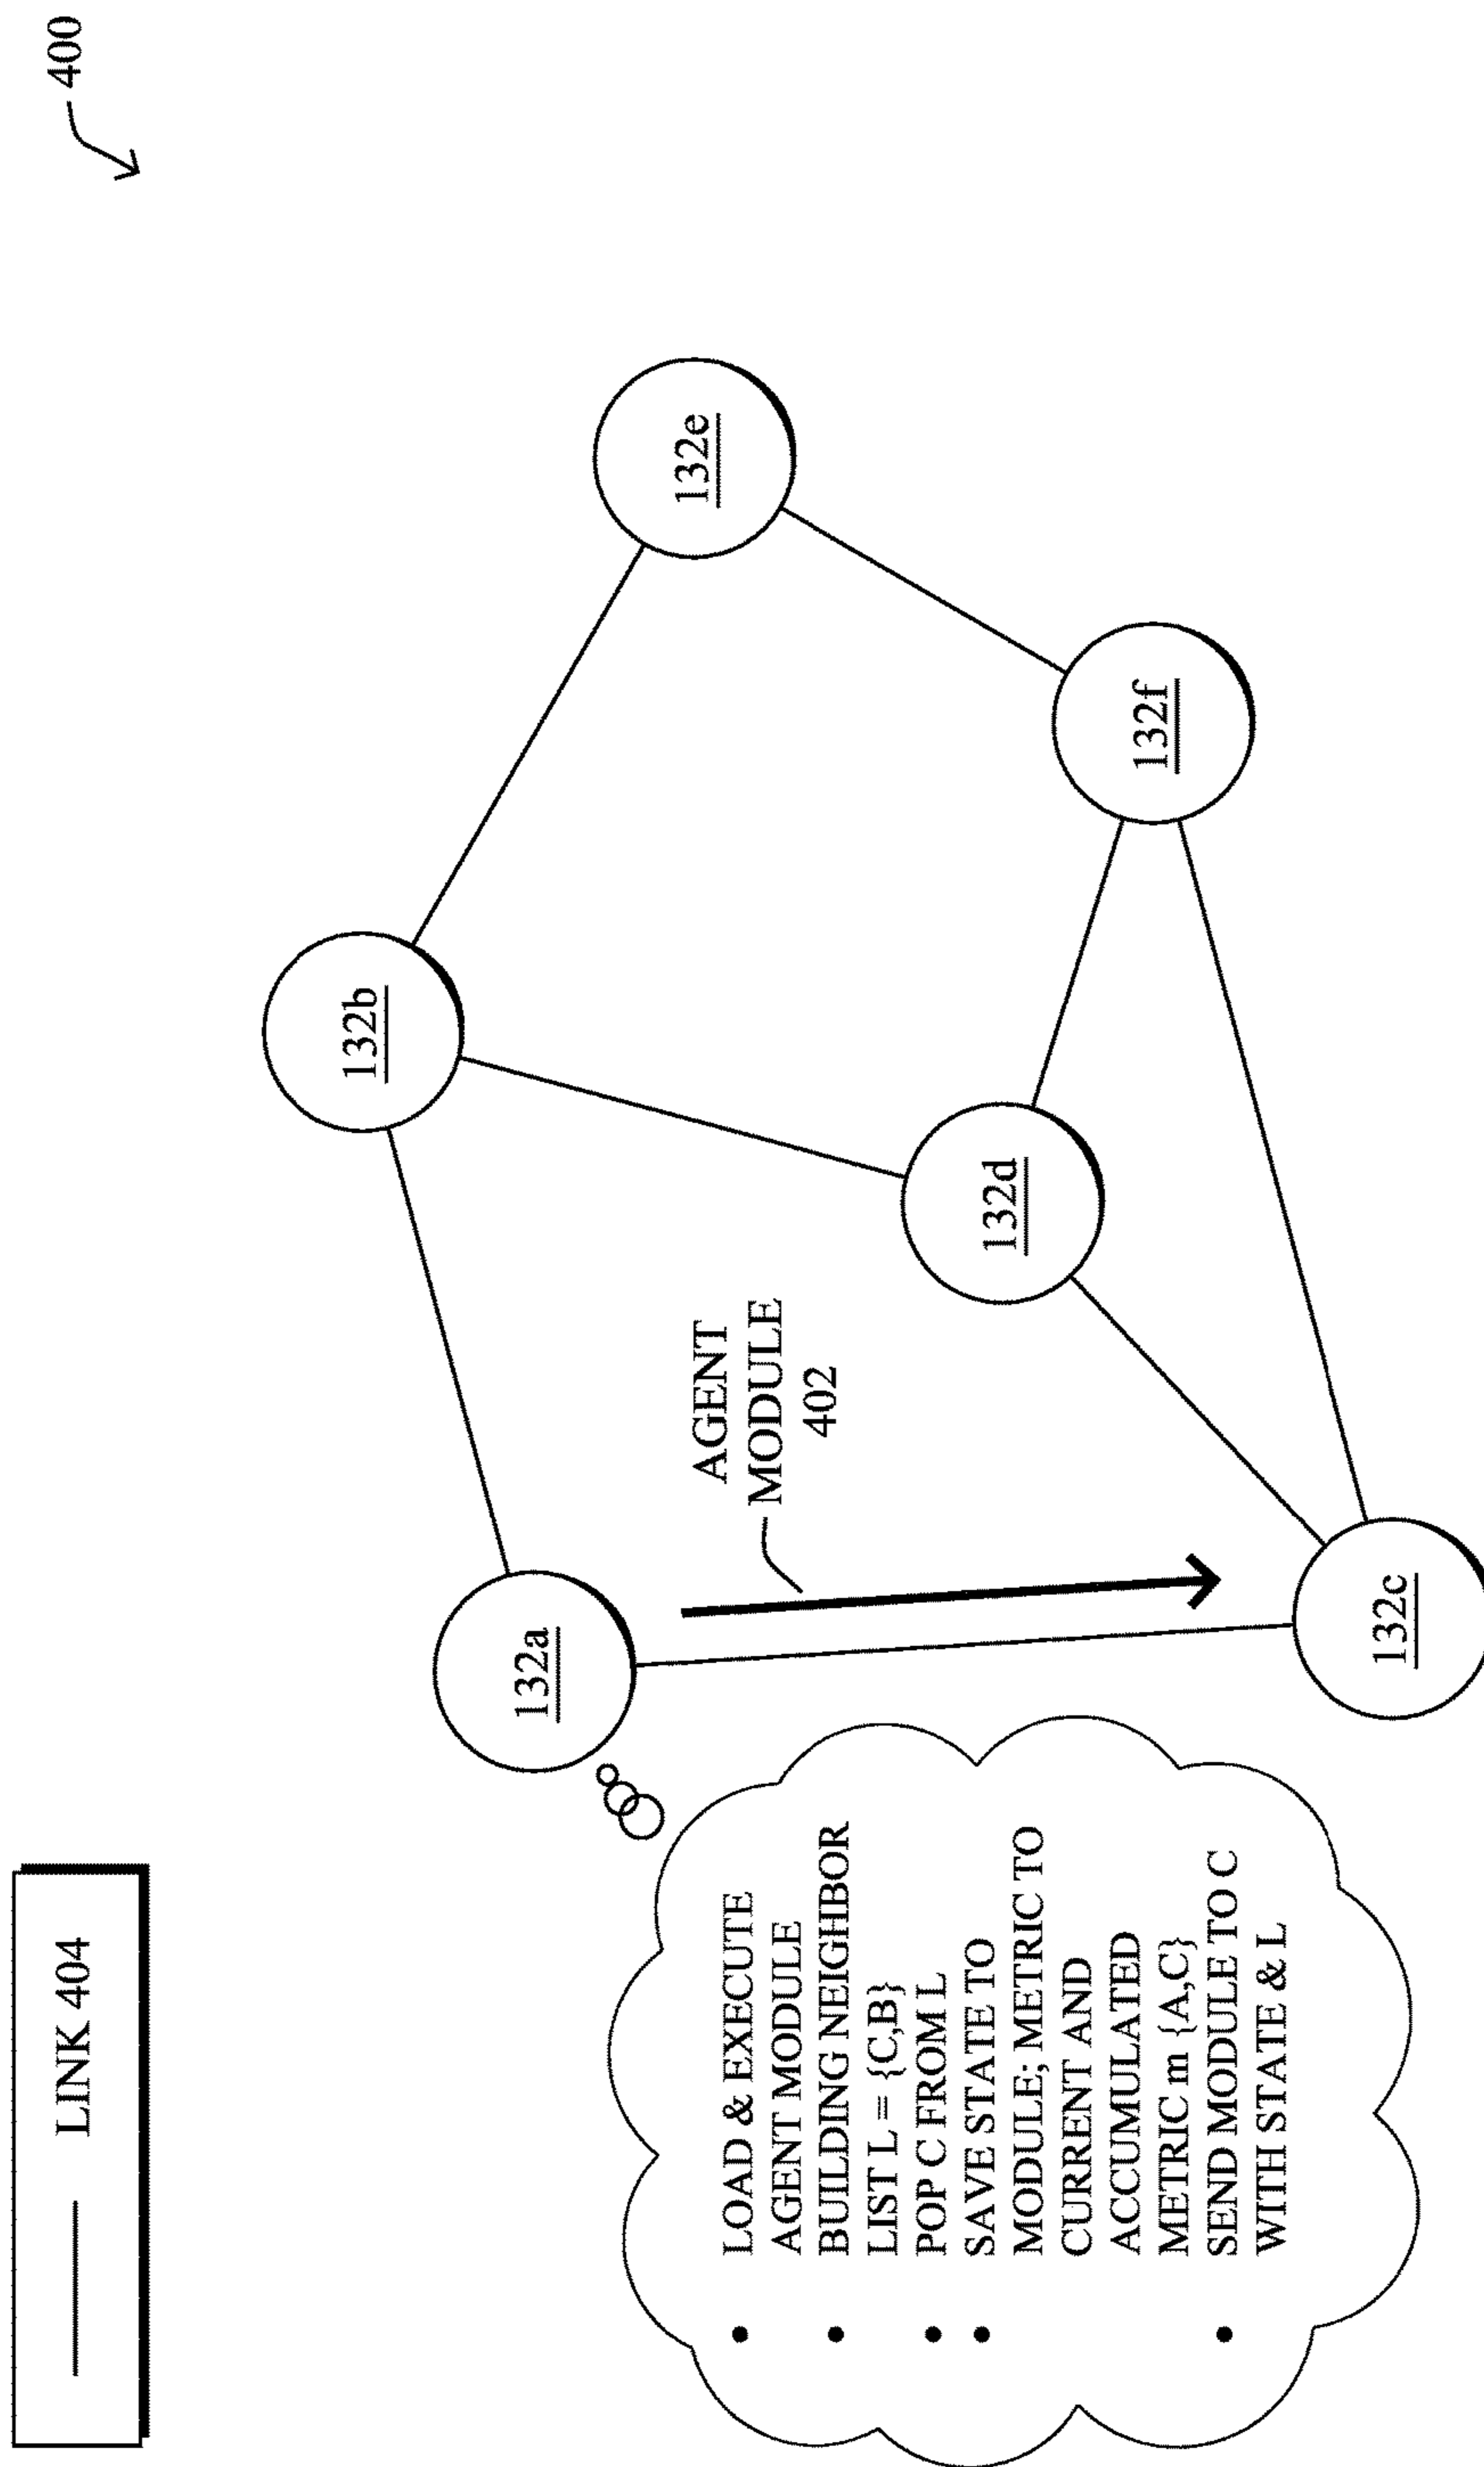 400
LINK 404
132a
132b
132c
132d
132e
132f
AGENT
MODULE
402
• LOAD & EXECUTE
AGENT MODULE
• BUILDING NEIGHBOR
LIST L = {C,B}
• POP C FROM L
• SAVE STATE TO
MODULE; METRIC TO
CURRENT AND
ACCUMULATED
METRIC m {A,C}
• SEND MODULE TO C
WITH STATE & L